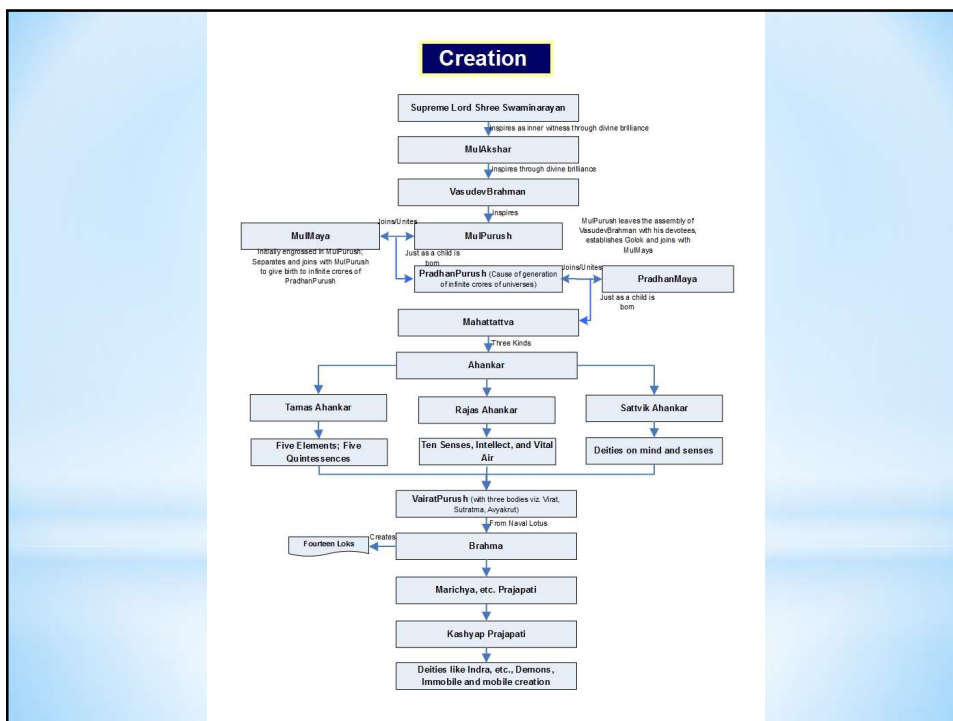 Creation
Supreme Lord Shree Swaminarayan
Inspires as inner witness through divine brilliance
MulAkshar
Inspires through divine brilliance
VasudevBrahman
Inspires
Joins/Unites
MulMaya
MulPurush
MulPurush leaves the assembly of
VasudevBrahman with his devotees,
establishes Golok and joins with
MulMaya
Initially engrossed in MulPurush;
Separates and joins with MulPurush
to give birth to infinite crores of
PradhanPurush
Just as a child is
born
PradhanPurush (Cause of generation
of infinite crores of universes)
Joins/Unites
PradhanMaya
Just as a child is
born
Mahattattva
Three Kinds
Ahankar
Tamas Ahankar
Rajas Ahankar
Sattvik Ahankar
Five Elements; Five
Quintessences
Ten Senses, Intellect, and Vital
Air
Deities on mind and senses
VairatPurush (with three bodies viz. Virat,
Sutratma, Avyakrut)
From Naval Lotus
Fourteen Loks
Creates
Brahma
Marichya, etc. Prajapati
Kashyap Prajapati
Deities like Indra, etc., Demons,
Immobile and mobile creation